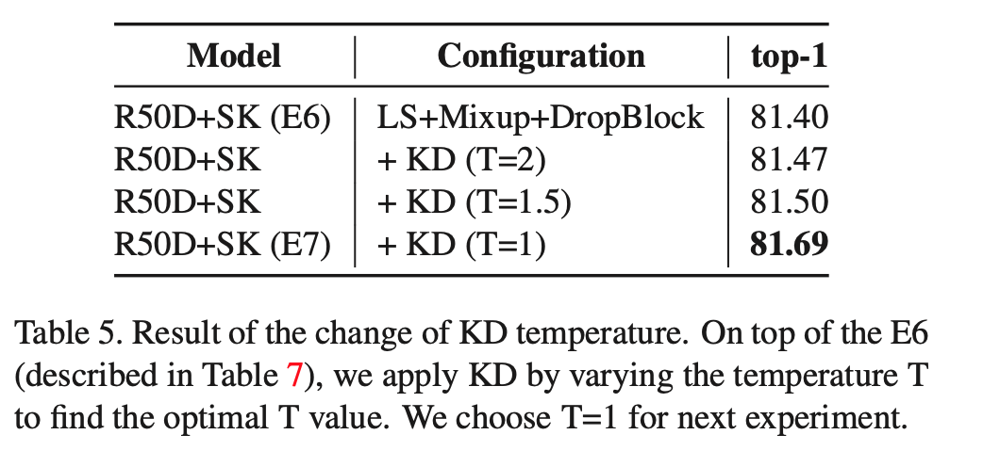 Model Configuration top-1
R50D+SK (E6) LS+Mixup+DropBlock 81.40
R50D+SK + KD (T=2) 81.47
R50D+SK + KD (T=1.5) 81.50
R50D+SK (E7) + KD (T=1) 81.69
Table 5. Result of the change of KD temperature. On top of the E6
(described in Table 7), we apply KD by varying the temperature T
to find the optimal T value. We choose T=1 for next experiment.